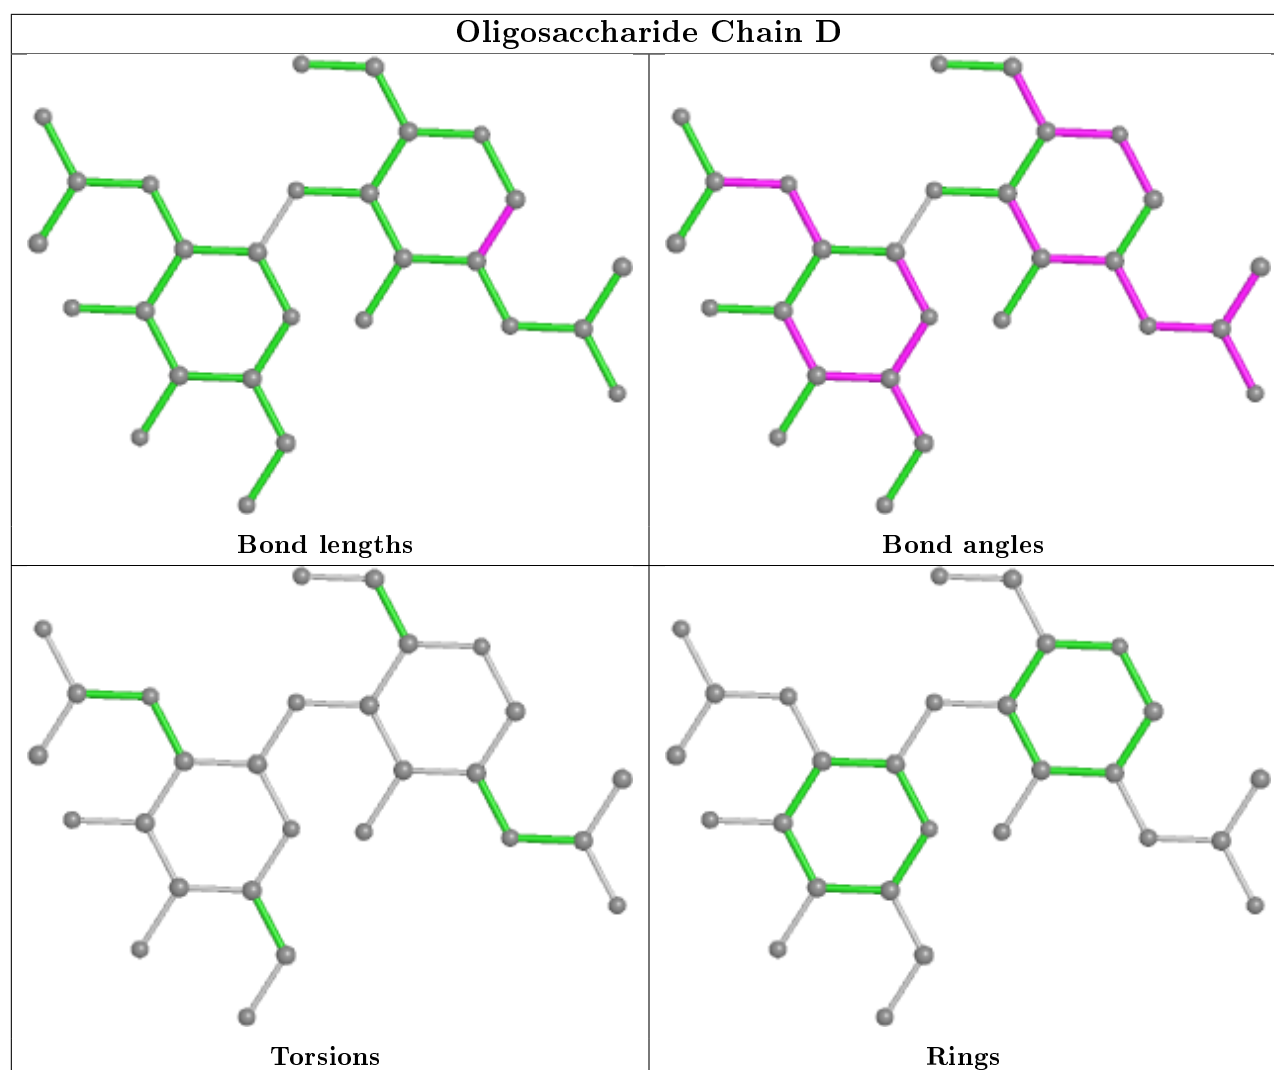 Oligosaccharide Chain D
Bond lengths
Bond angles
Torsions
Rings